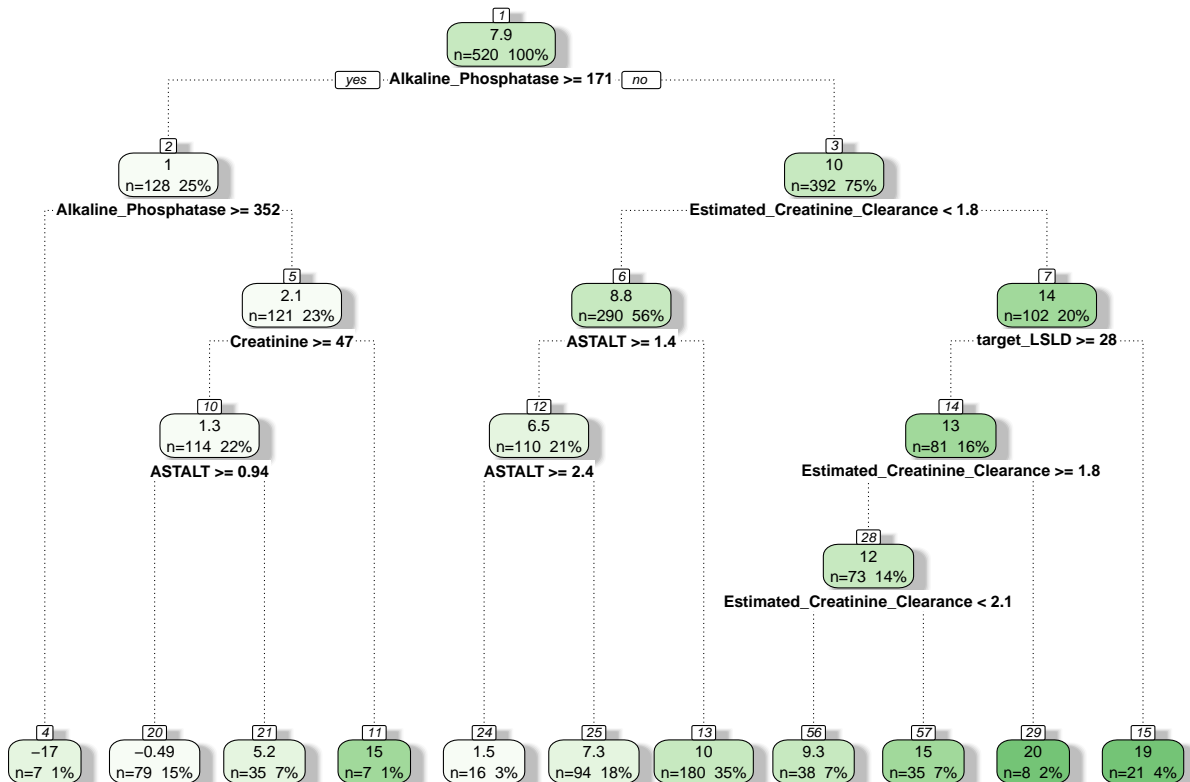 1
7.9
n=520 100%
yes Alkaline_Phosphatase >= 171 no
2
1
n=128 25%
Alkaline_Phosphatase >= 352
3
10
n=392 75%
Estimated_Creatinine_Clearance < 1.8
5
2.1
n=121 23%
Creatinine >= 47
6
8.8
n=290 56%
ASTALT >= 1.4
7
14
n=102 20%
target_LSLD >= 28
10
1.3
n=114 22%
ASTALT >= 0.94
12
6.5
n=110 21%
ASTALT >= 2.4
14
13
n=81 16%
Estimated_Creatinine_Clearance >= 1.8
28
12
n=73 14%
Estimated_Creatinine_Clearance < 2.1
4
−17
n=7 1%
20
−0.49
n=79 15%
21
5.2
n=35 7%
11
15
n=7 1%
24
1.5
n=16 3%
25
7.3
n=94 18%
13
10
n=180 35%
56
9.3
n=38 7%
57
15
n=35 7%
29
20
n=8 2%
15
19
n=21 4%